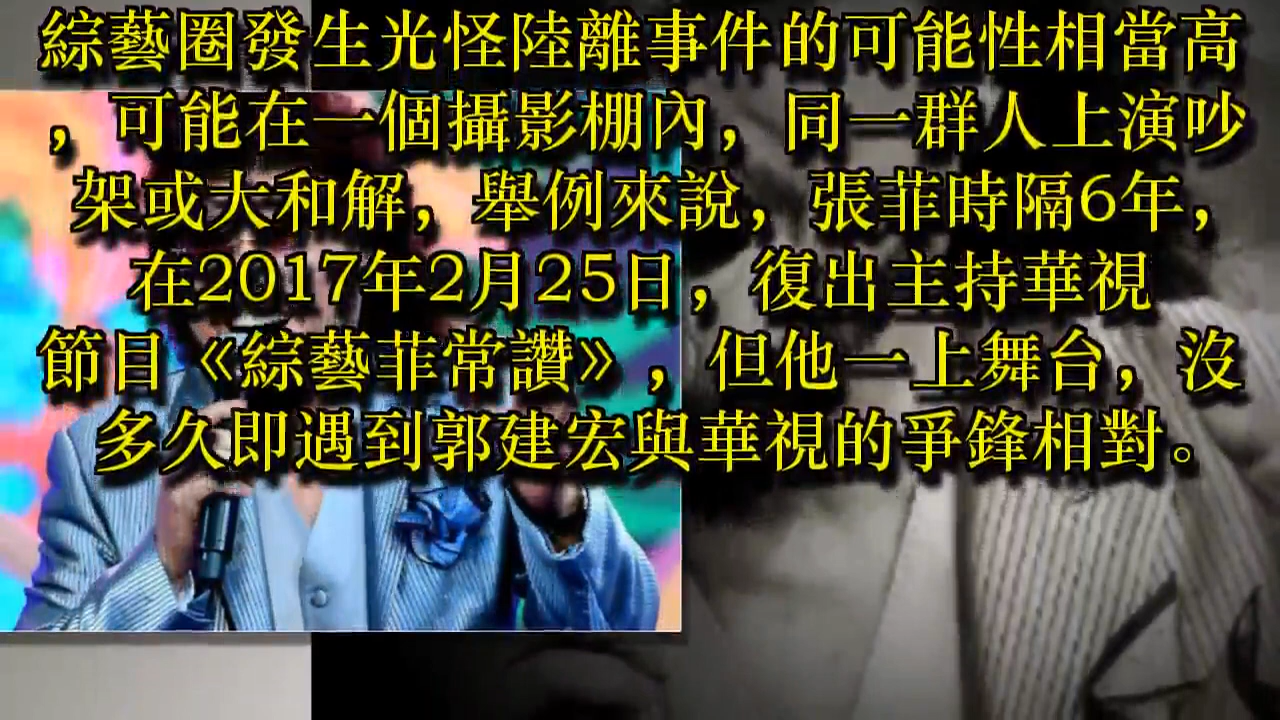 綜藝圈發生光怪陸離事件的可能性相當高
，可能在一個攝影棚內，同一群人上演吵
架或大和解，舉例來說，張菲時隔6年，
在2017年2月25日，復出主持華視
節目《綜藝菲常讚》，但他一上舞台，沒
多久即遇到郭建宏與華視的爭鋒相對。